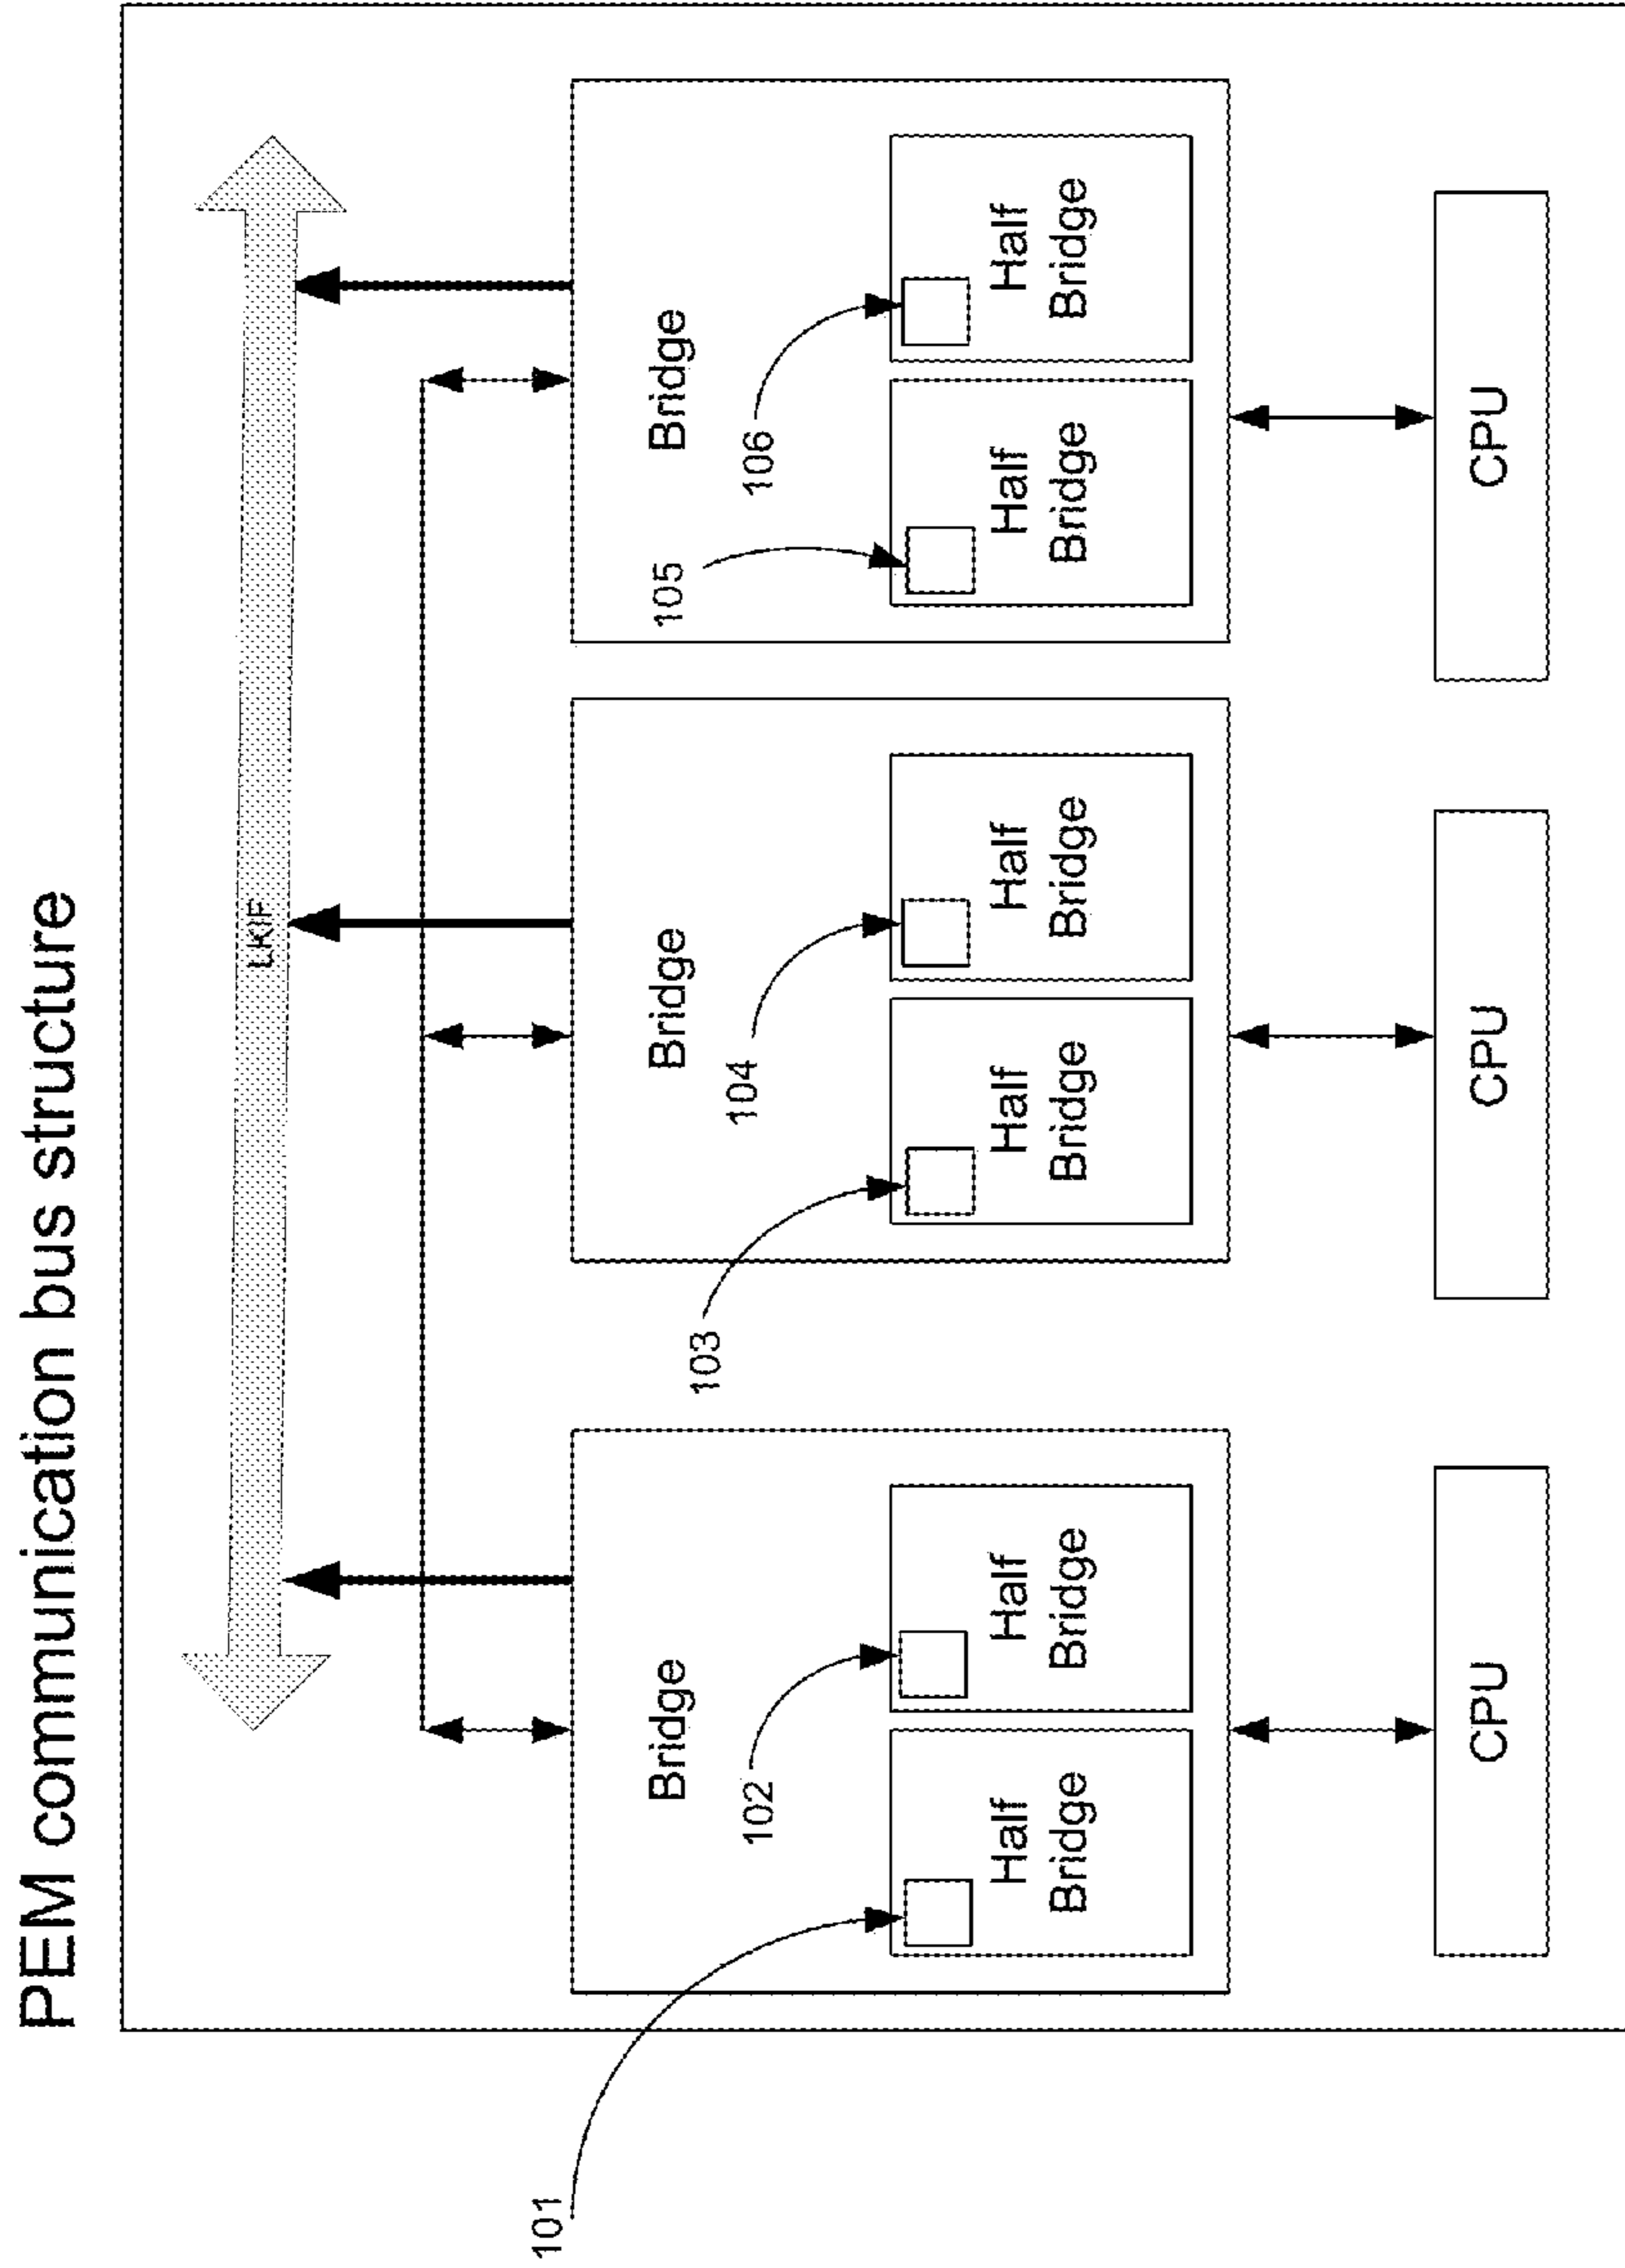 PEM communication bus structure
LKIF
Bridge
Bridge
Bridge
101
102
103
104
105
106
Half
Bridge
Half
Bridge
Half
Bridge
Half
Bridge
Half
Bridge
Half
Bridge
CPU
CPU
CPU